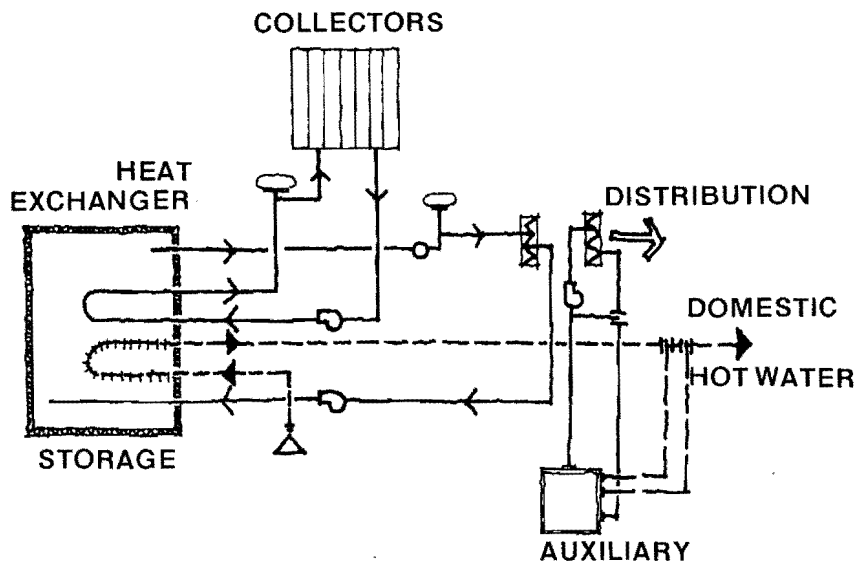 COLLECTORS
HEAT
EXCHANGER
DISTRIBUTION
DOMESTIC
HOT WATER
STORAGE
AUXILIARY